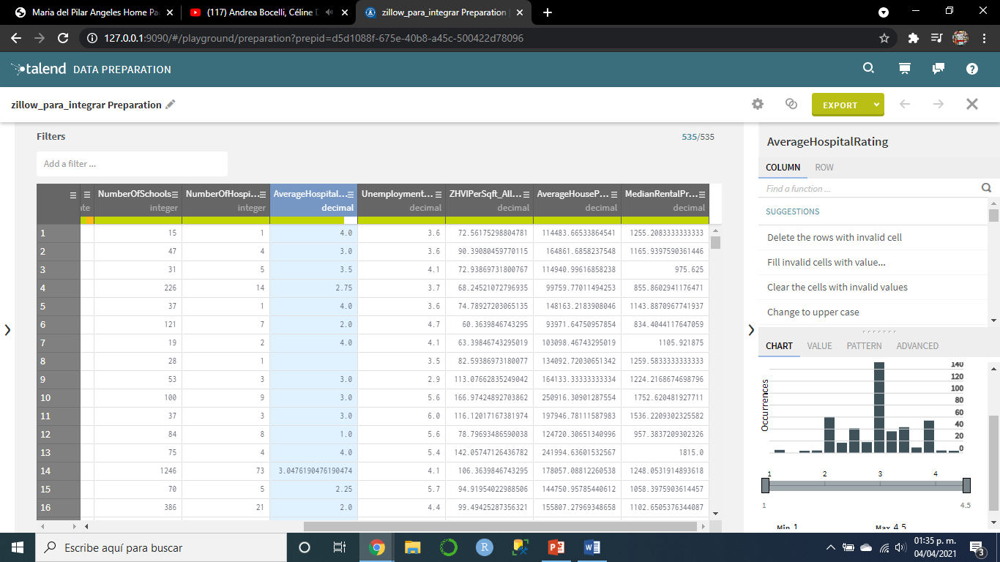 Maria del Pilar Angeles Home Pa
(117) Andrea Bocelli, Céline D
zillow_para_integrar Preparation
127.0.0.1:9090/#/playground/preparation?prepid=d5d1088f-675e-40b8-a45c-500422d78096
talend DATA PREPARATION
zillow_para_integrar Preparation
EXPORT
Filters
535/535
Add a filter ...
NumberOfSchools NumberOfHospi... AverageHospital... Unemployment... ZHVIPerSqft_All... AverageHouseP... MedianRentalPr...
ate integer integer decimal decimal decimal decimal decimal
1 15 1 4.0 3.6 72.56175298804781 114483.66533864541 1255.2083333333333
2 47 4 3.0 3.6 90.39080459770115 164861.6858237548 1165.9397590361446
3 31 5 3.5 4.1 72.93869731800767 114940.99616858238 975.625
4 226 14 2.75 3.7 68.24521072796935 99759.77011494253 855.8602941176471
5 37 1 4.0 3.6 74.78927203065135 148163.2183908046 1143.8870967741937
6 121 7 2.0 4.7 60.3639846743295 93971.64750957854 834.4044117647059
7 19 2 4.0 4.1 63.39846743295019 103098.46743295019 1105.921875
8 28 1 3.5 82.59386973180077 134092.72030651342 1259.5833333333333
9 53 3 3.0 2.9 113.07662835249042 164133.33333333334 1224.2168674698796
10 100 9 3.0 5.6 166.97424892703862 250916.30901287554 1752.620481927711
11 37 3 3.0 6.0 116.12017167381974 197946.78111587983 1536.2209302325582
12 84 8 1.0 5.6 78.79693486590038 124720.30651340996 957.3837209302326
13 75 4 4.0 5.4 142.05747126436782 241994.63601532567 1815.0
14 1246 73 3.0476190476190474 4.1 106.3639846743295 178057.08812260538 1248.0531914893618
15 70 5 2.25 5.7 94.91954022988506 144750.95785440612 1058.3975903614457
16 386 21 2.0 4.4 99.49425287356321 155807.27969348658 1102.6505376344087
AverageHospitalRating
COLUMN ROW
Find a function ...
SUGGESTIONS
Delete the rows with invalid cell
Fill invalid cells with value...
Clear the cells with invalid values
Change to upper case
CHART VALUE PATTERN ADVANCED
Occurrences
140
120
100
80
60
40
20
0
1 2 3 4
1 4.5
Min 1 Max 4.5
Escribe aquí para buscar
01:35 p. m.
04/04/2021
3